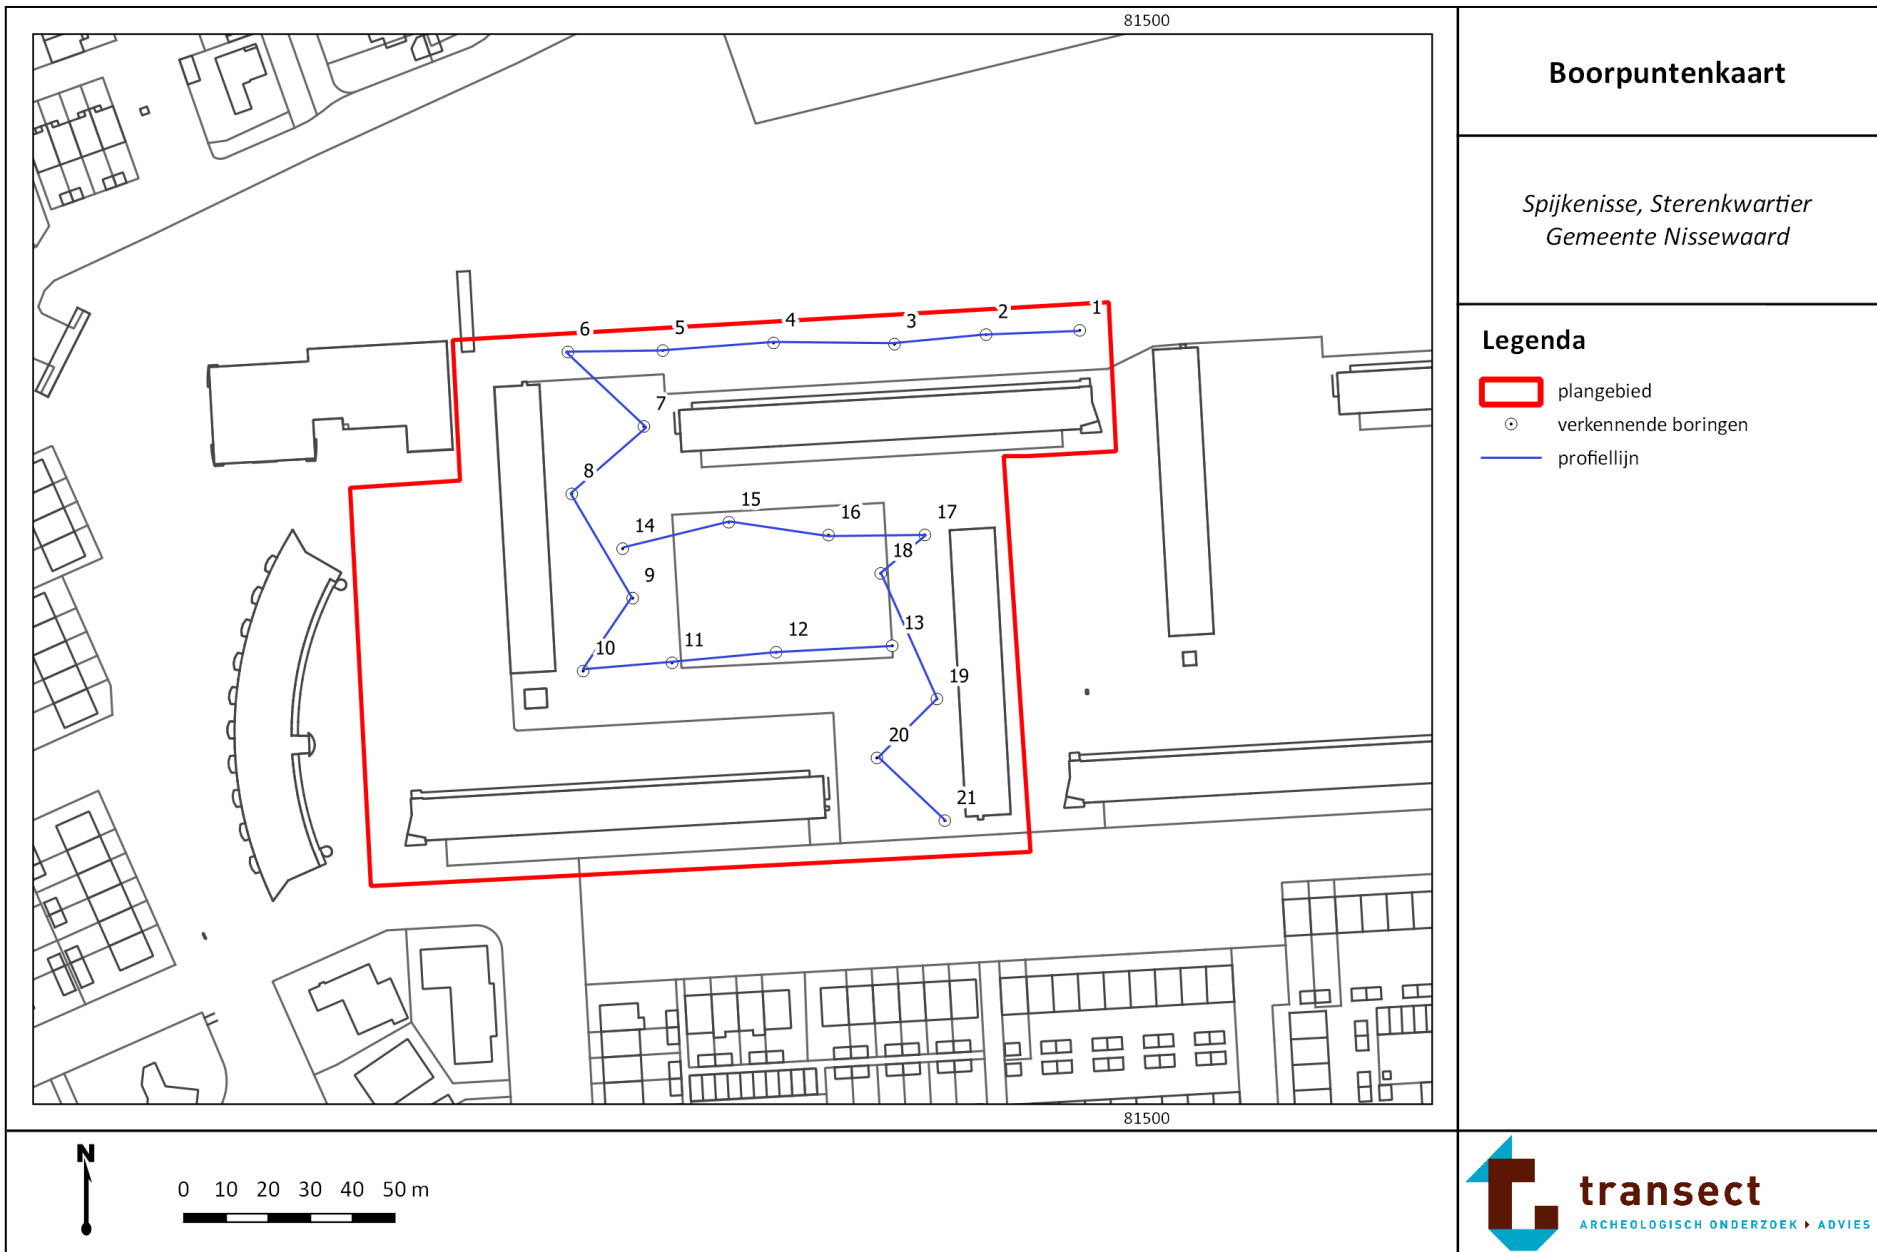 81500
Boorpuntenkaart
Spijkenisse, Sterenkwartier
Gemeente Nissewaard
Legenda
plangebied
verkennende boringen
profiellijn
1
2
3
4
5
6
7
8
15
16
17
14
18
9
13
12
11
10
19
20
21
81500
N
0 10 20 30 40 50 m
transect
ARCHEOLOGISCH ONDERZOEK ADVIES